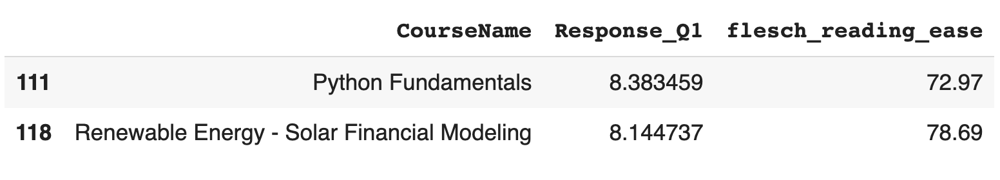 CourseName Response_Q1 flesch_reading_ease
111 Python Fundamentals 8.383459 72.97
118 Renewable Energy - Solar Financial Modeling 8.144737 78.69